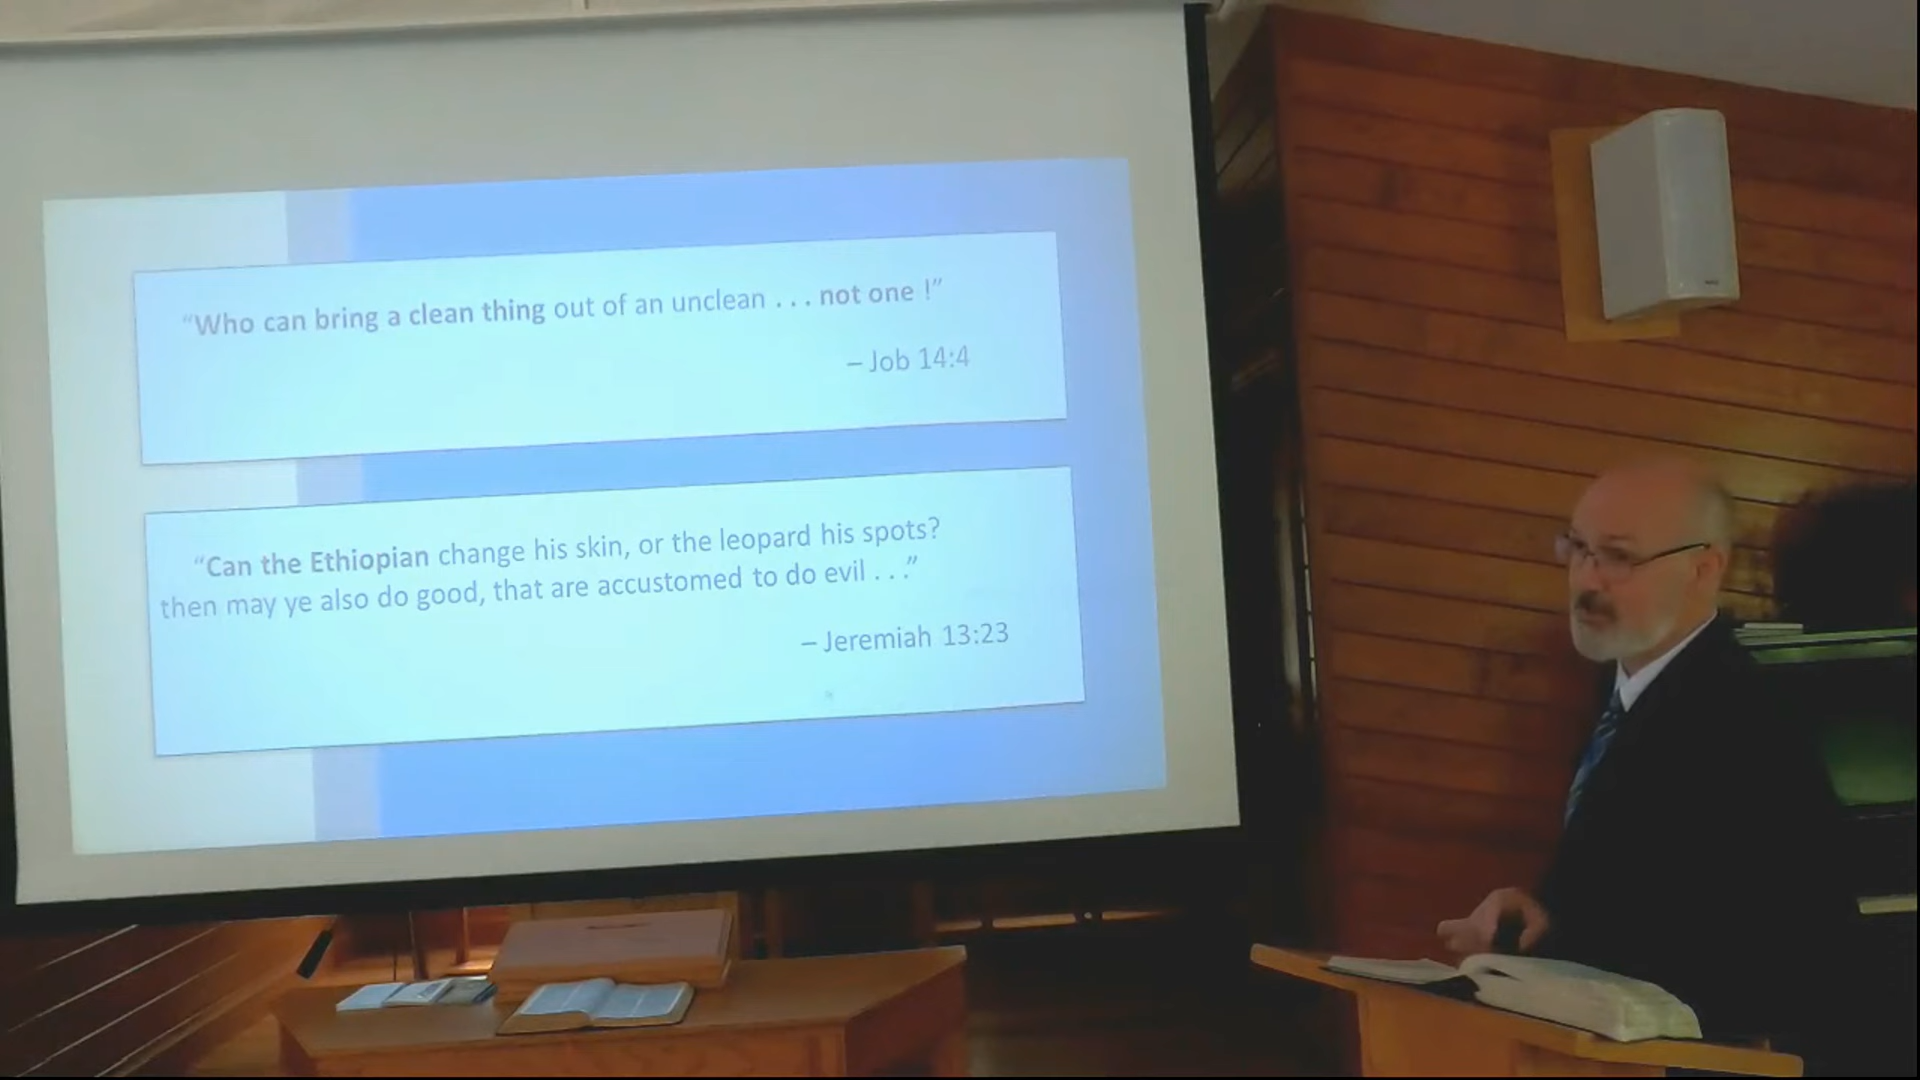 “Who can bring a clean thing out of an unclean . . . not one !”
– Job 14:4
“Can the Ethiopian change his skin, or the leopard his spots?
then may ye also do good, that are accustomed to do evil . . .”
– Jeremiah 13:23